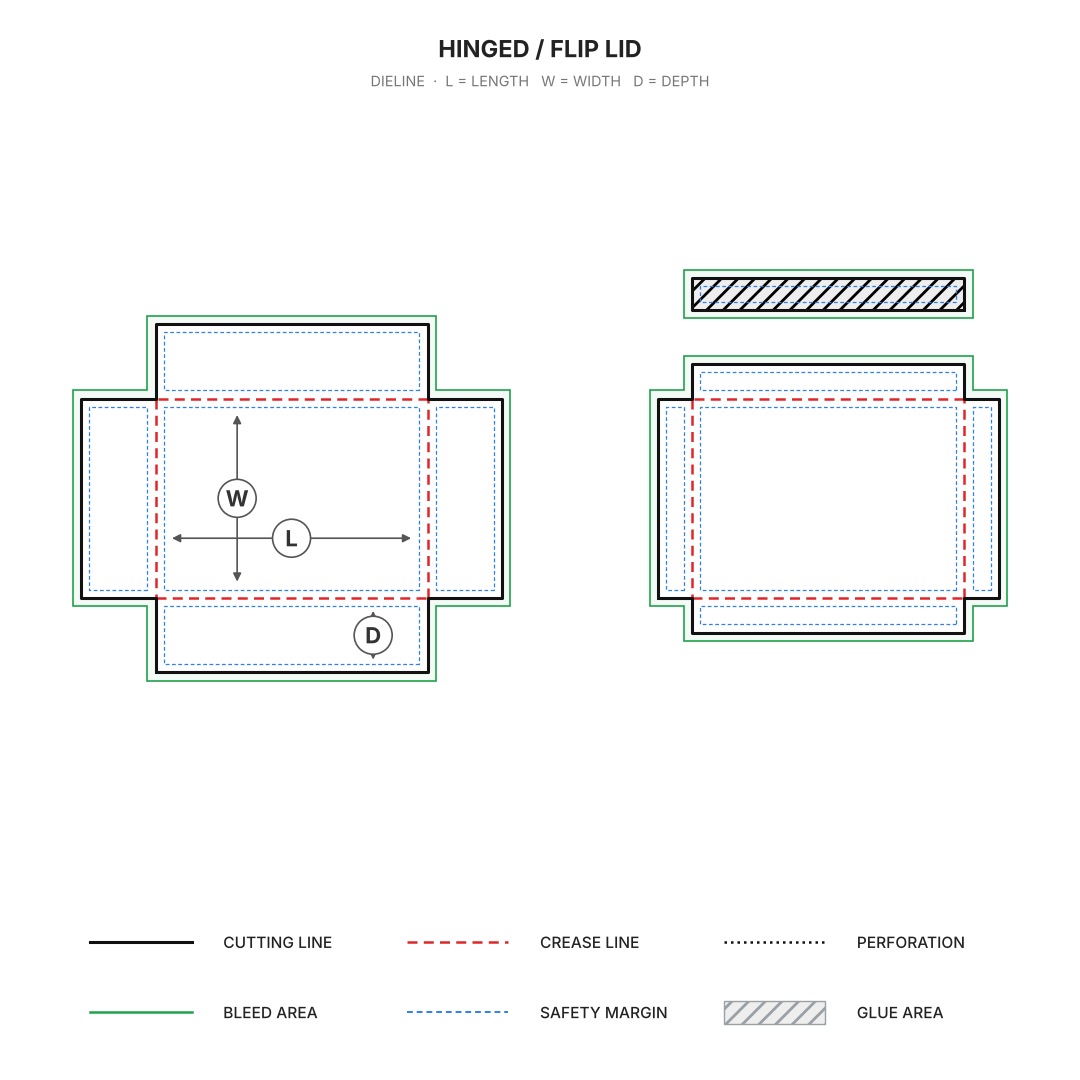 HINGED / FLIP LID
DIELINE · L = LENGTH W = WIDTH D = DEPTH
W
L
D
CUTTING LINE
CREASE LINE
PERFORATION
BLEED AREA
SAFETY MARGIN
GLUE AREA